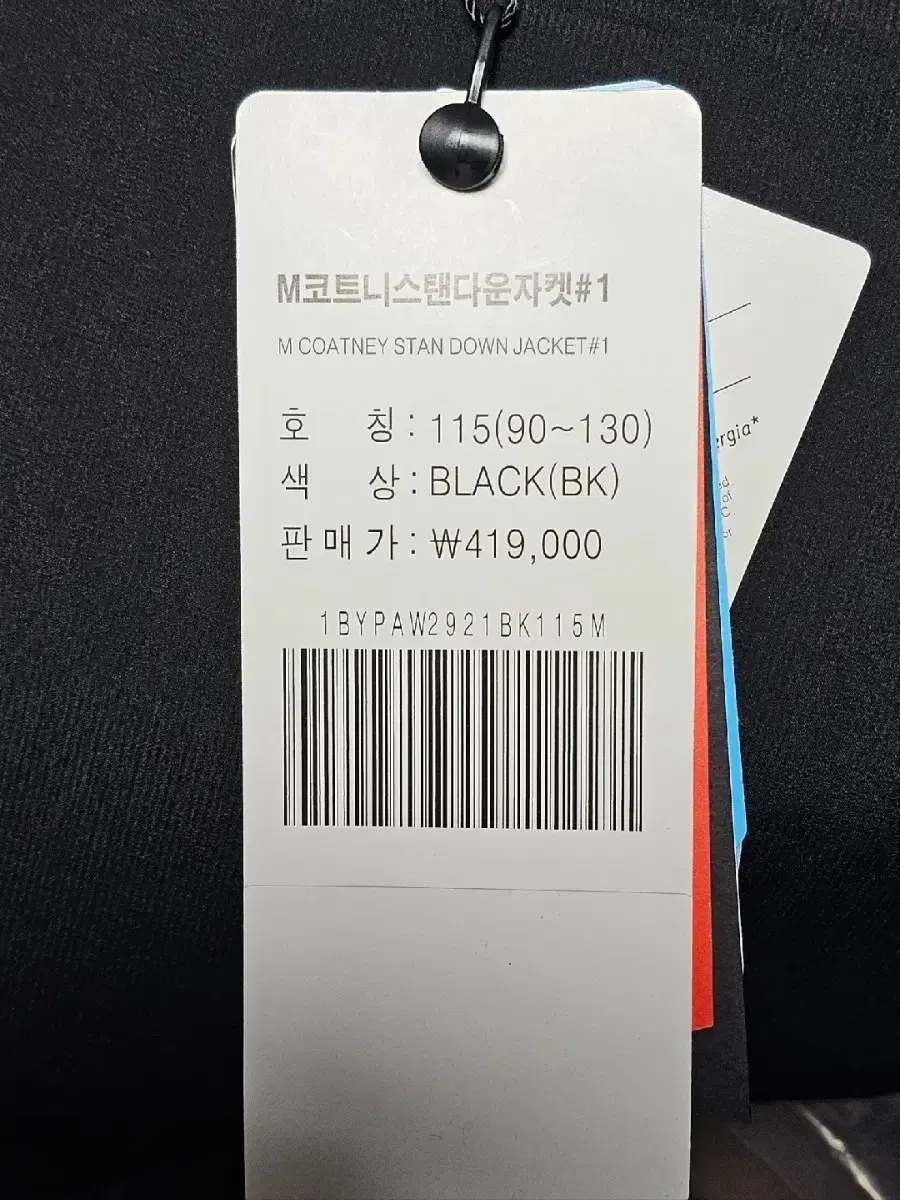 M코트니스탠다운자켓#1
M COATNEY STAN DOWN JACKET#1
호 칭 : 115(90~130)
색 상 : BLACK(BK)
판 매 가 : ₩419,000
1BYPAW2921BK115M